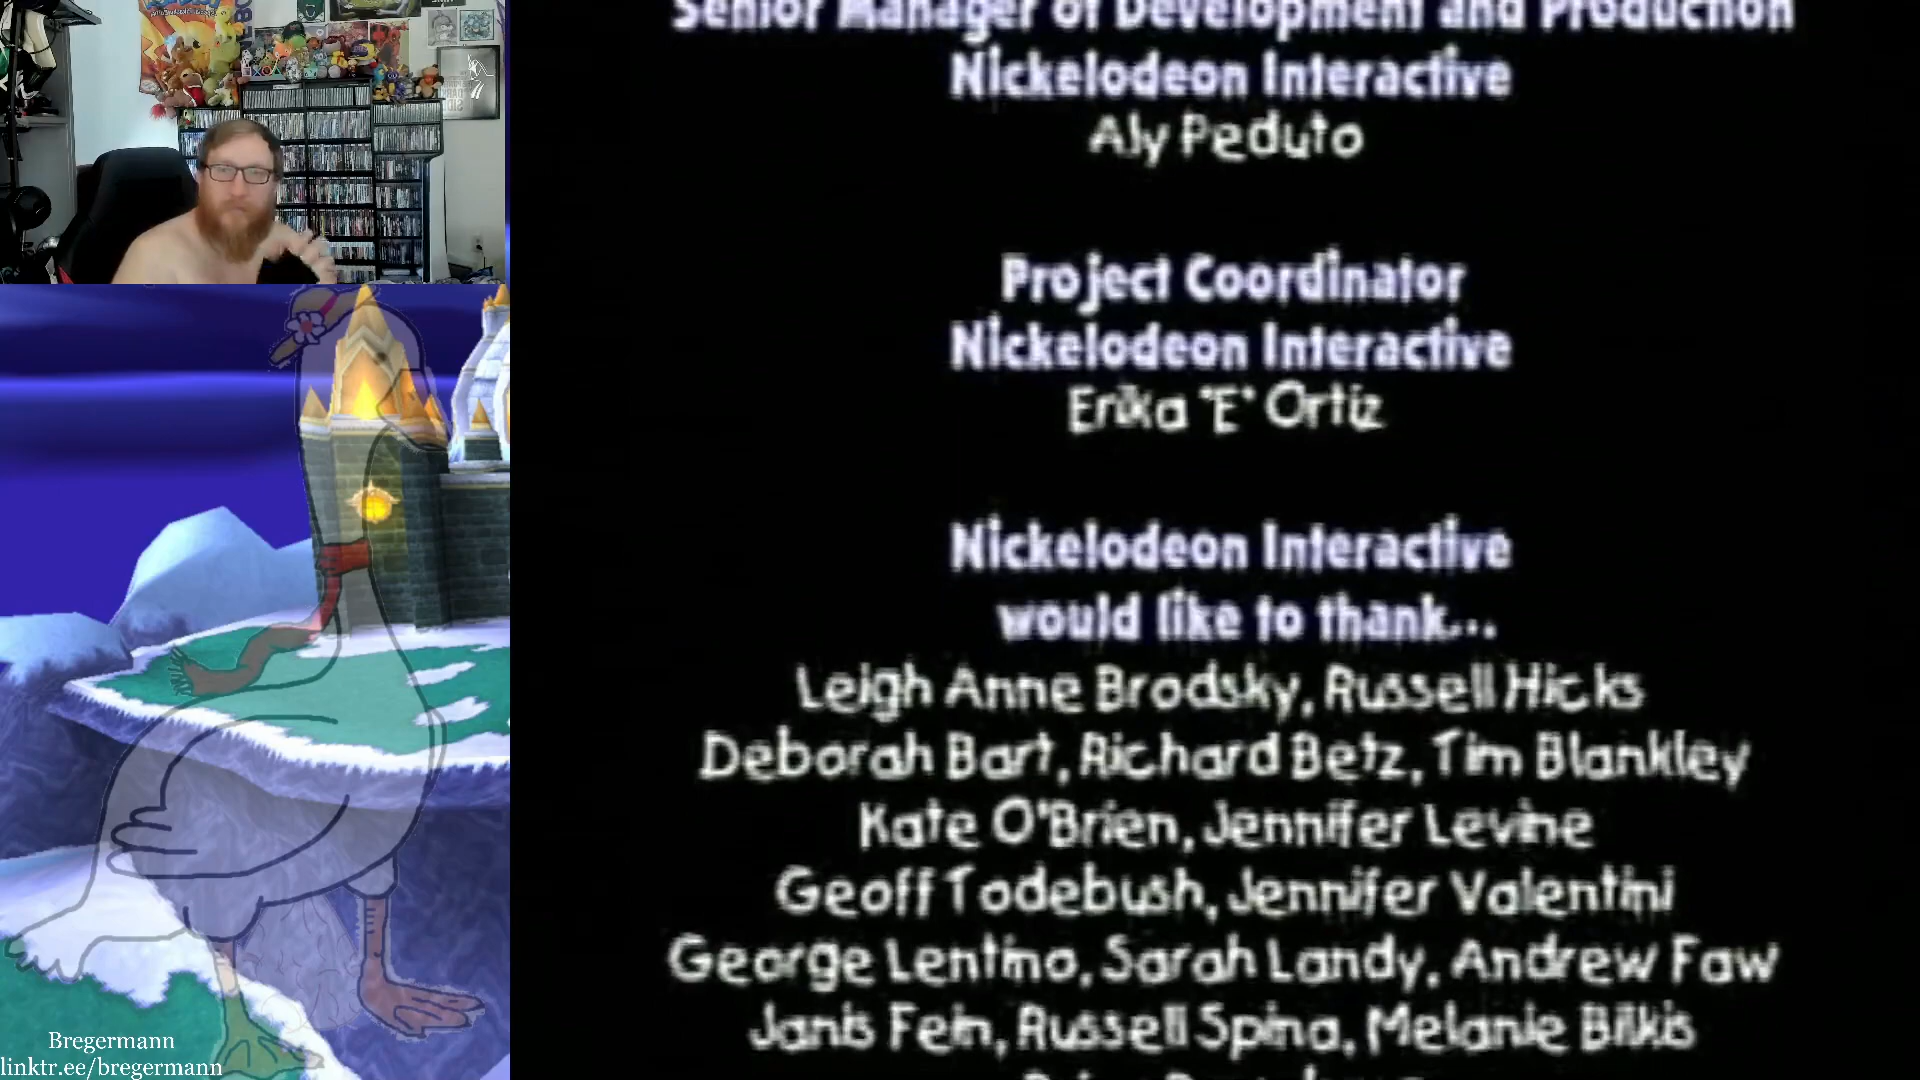 Senior Manager of Development and Production
Nickelodeon Interactive
Aly Peduto
Project Coordinator
Nickelodeon Interactive
Erika "E" Ortiz
Nickelodeon Interactive
would like to thank...
Leigh Anne Brodsky, Russell Hicks
Deborah Bart, Richard Betz, Tim Blankley
Kate O'Brien, Jennifer Levine
Geoff Todebush, Jennifer Valentini
George Lentino, Sarah Landy, Andrew Faw
Janis Fein, Russell Spina, Melanie Bilkis
Bregermann
linktr.ee/bregermann